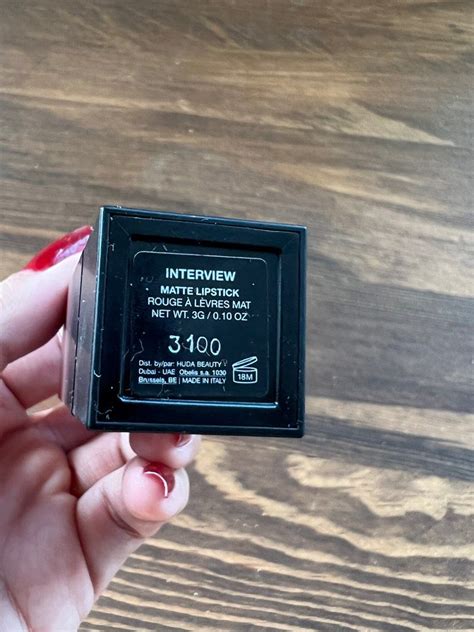 INTERVIEW
MATTE LIPSTICK
ROUGE À LÈVRES MAT
NET WT. 3G / 0.10 OZ
3100
Dist. by/par: HUDA BEAUTY
Dubai - UAE Obelis s.a. 1030
Brussels, BE | MADE IN ITALY
18M